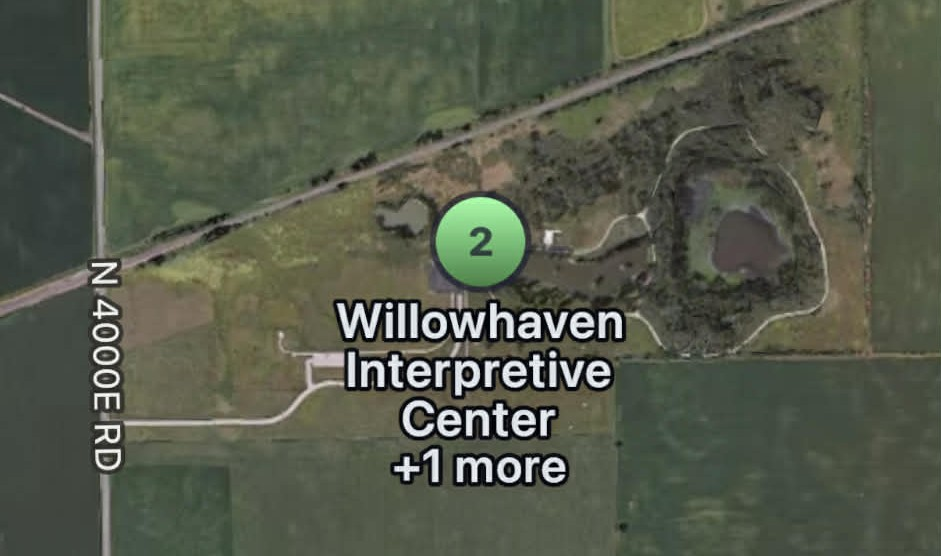 2
Willowhaven
Interpretive
Center
+1 more
N 4000E RD